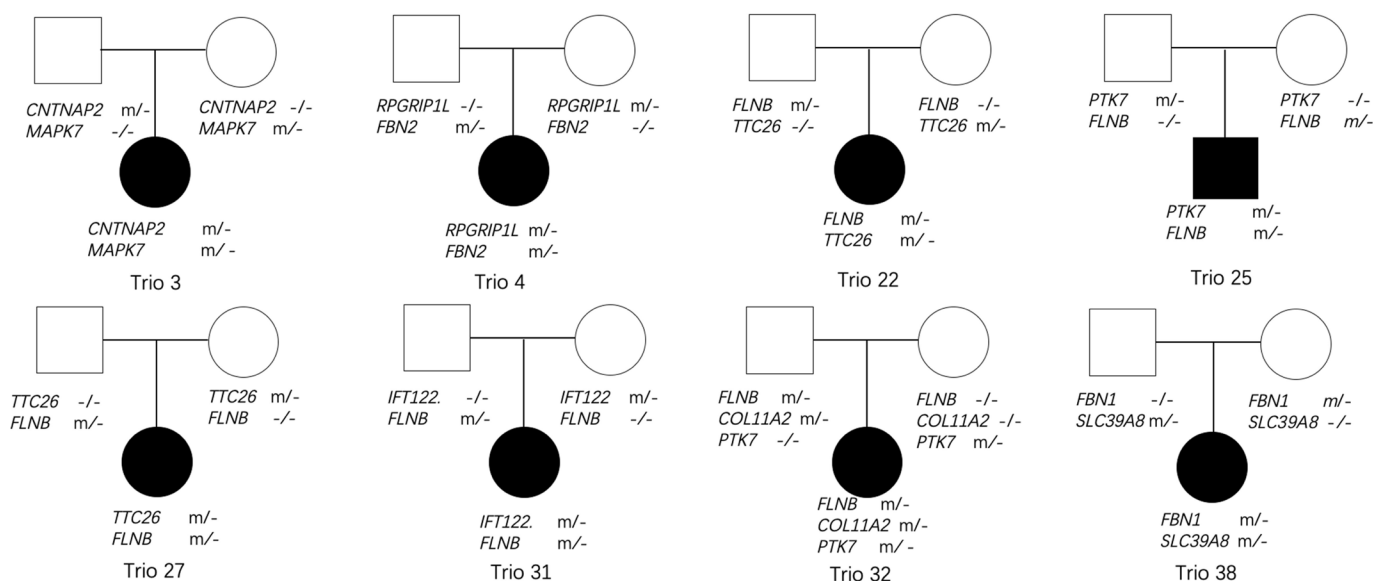 CNTNAP2 m/-
MAPK7 -/-
CNTNAP2 -/-
MAPK7 m/-
CNTNAP2 m/-
MAPK7 m/ -
Trio 3
RPGRIP1L -/-
FBN2 m/-
RPGRIP1L m/-
FBN2 -/-
RPGRIP1L m/-
FBN2 m/-
Trio 4
FLNB m/-
TTC26 -/-
FLNB -/-
TTC26 m/-
FLNB m/-
TTC26 m/ -
Trio 22
PTK7 m/-
FLNB -/-
PTK7 -/-
FLNB m/-
PTK7 m/-
FLNB m/-
Trio 25
TTC26 -/-
FLNB m/-
TTC26 m/-
FLNB -/-
TTC26 m/-
FLNB m/-
Trio 27
IFT122. -/-
FLNB m/-
IFT122 m/-
FLNB -/-
IFT122. m/-
FLNB m/-
Trio 31
FLNB m/-
COL11A2 m/-
PTK7 -/-
FLNB -/-
COL11A2 -/-
PTK7 m/-
FLNB m/-
COL11A2 m/-
PTK7 m/ -
Trio 32
FBN1 -/-
SLC39A8 m/-
FBN1 m/-
SLC39A8 -/-
FBN1 m/-
SLC39A8 m/-
Trio 38